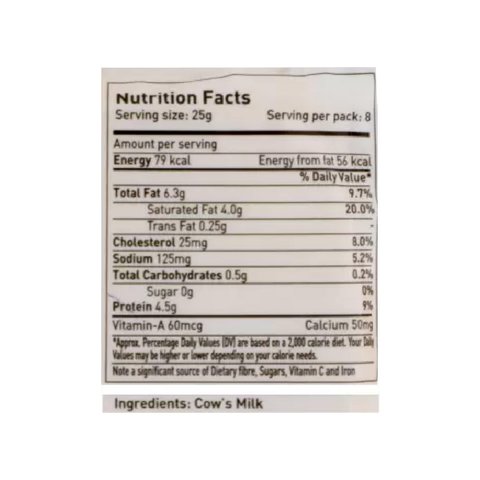 Nutrition Facts
Serving size: 25g Serving per pack: 8
Amount per serving
Energy 79 kcal Energy from fat 56 kcal
% Daily Value*
Total Fat 6.3g 9.7%
Saturated Fat 4.0g 20.0%
Trans Fat 0.25g -
Cholesterol 25mg 8.0%
Sodium 125mg 5.2%
Total Carbohydrates 0.5g 0.2%
Sugar 0g 0%
Protein 4.5g 9%
Vitamin-A 60mcg Calcium 50mg
*Approx. Percentage Daily Values (DV) are based on a 2,000 calorie diet. Your Daily
Values may be higher or lower depending on your calorie needs.
Note a significant source of Dietary fibre, Sugars, Vitamin C and Iron
Ingredients: Cow's Milk